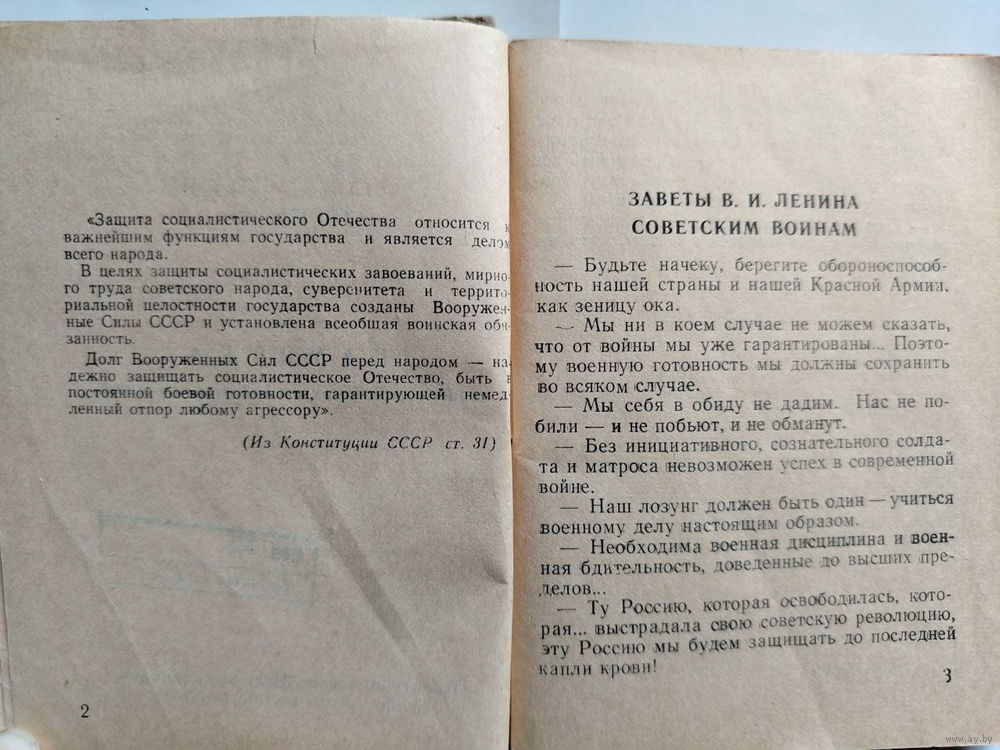 «Защита социалистического Отечества относится к
важнейшим функциям государства и является делом
всего народа.
В целях защиты социалистических завоеваний, мирно-
го труда советского народа, суверенитета и террито-
риальной целостности государства созданы Вооружен-
ные Силы СССР и установлена всеобщая воинская обя-
занность.
Долг Вооруженных Сил СССР перед народом — на-
дежно защищать социалистическое Отечество, быть в
постоянной боевой готовности, гарантирующей немед-
ленный отпор любому агрессору».
(Из Конституции СССР ст. 31)
2
ЗАВЕТЫ В. И. ЛЕНИНА
СОВЕТСКИМ ВОИНАМ
— Будьте начеку, берегите обороноспособ-
ность нашей страны и нашей Красной Армии,
как зеницу ока.
— Мы ни в коем случае не можем сказать,
что от войны мы уже гарантированы... Поэто-
му военную готовность мы должны сохранить
во всяком случае.
— Мы себя в обиду не дадим. Нас не по-
били — и не побьют, и не обманут.
— Без инициативного, сознательного солда-
та и матроса невозможен успех в современной
войне.
— Наш лозунг должен быть один — учиться
военному делу настоящим образом.
— Необходима военная дисциплина и воен-
ная бдительность, доведенные до высших пре-
делов...
— Ту Россию, которая освободилась, кото-
рая... выстрадала свою советскую революцию,
эту Россию мы будем защищать до последней
капли крови!
3
www.ay.by